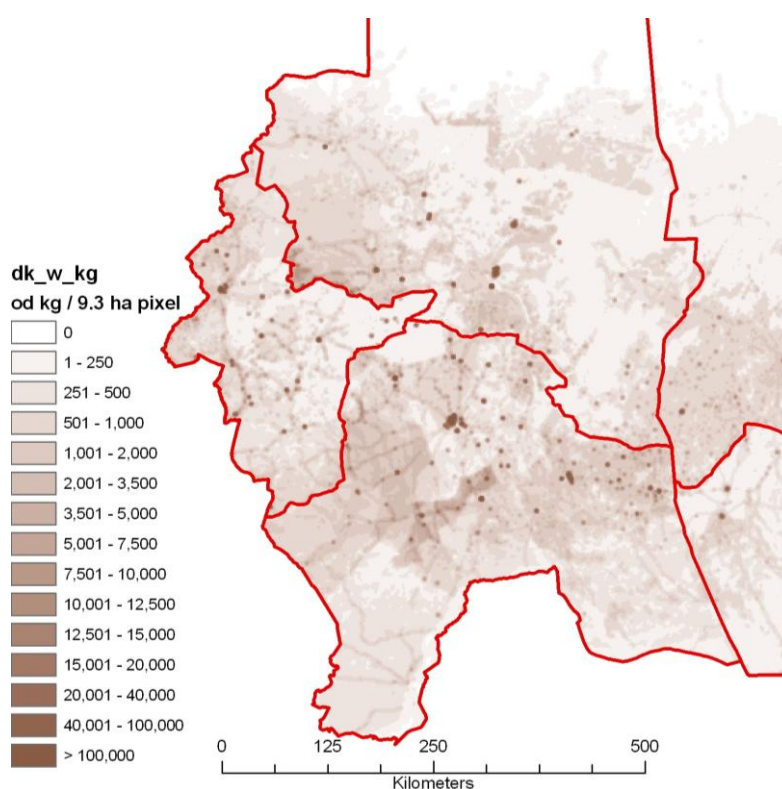 dk_w_kg
od kg / 9.3 ha pixel
0
1 - 250
251 - 500
501 - 1,000
1,001 - 2,000
2,001 - 3,500
3,501 - 5,000
5,001 - 7,500
7,501 - 10,000
10,001 - 12,500
12,501 - 15,000
15,001 - 20,000
20,001 - 40,000
40,001 - 100,000
> 100,000
0 125 250 500
Kilometers